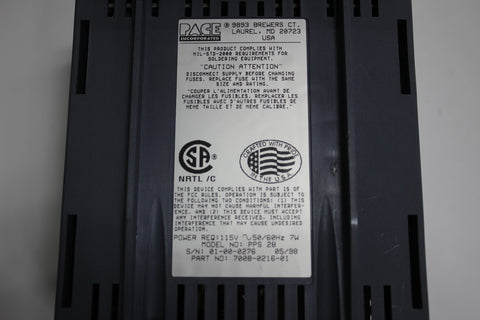 PACE ® 9893 BREWERS CT.
INCORPORATED LAUREL, MD 20723
USA
THIS PRODUCT COMPLIES WITH
MIL-STD-2000 REQUIREMENTS FOR
SOLDERING EQUIPMENT.
"CAUTION ATTENTION"
DISCONNECT SUPPLY BEFORE CHANGING
FUSES. REPLACE FUSE WITH THE SAME
SIZE AND RATING.
"COUPER L'ALIMENTATION AVANT DE
CHANGER LES FUSIBLES. REMPLACER LES
FUSIBLES AVEC D'AUTRES FUSIBLES DE
MEME TAILLE ET DE MEME CALIBRE."
CSA
NRTL /C
CRAFTED WITH PRIDE
IN THE U.S.A.
THIS DEVICE COMPLIES WITH PART 15 OF
THE FCC RULES. OPERATION IS SUBJECT TO
THE FOLLOWING TWO CONDITIONS: (1) THIS
DEVICE MAY NOT CAUSE HARMFUL INTERFER-
ENCE, AND (2) THIS DEVICE MUST ACCEPT
ANY INTERFERENCE RECEIVED, INCLUDING
INTERFERENCE THAT MAY CAUSE UNDESIRED
OPERATION.
POWER REQ:115V ~50/60Hz 7W
MODEL NO: PPS 28
S/N: 01-00-0276 05/98
PART NO: 7008-0216-01